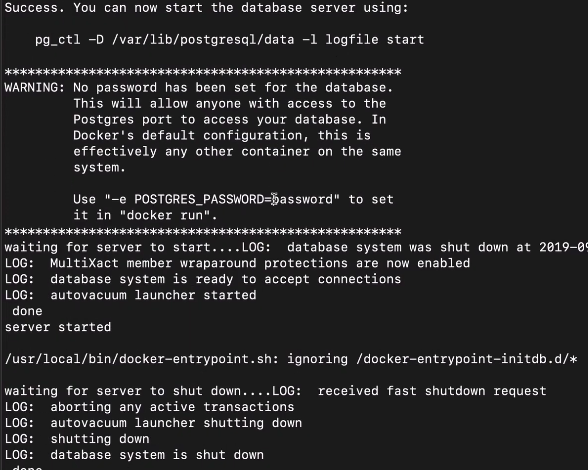 Success. You can now start the database server using:
pg_ctl -D /var/lib/postgresql/data -l logfile start
****************************************************
WARNING: No password has been set for the database.
This will allow anyone with access to the
Postgres port to access your database. In
Docker's default configuration, this is
effectively any other container on the same
system.
Use "-e POSTGRES_PASSWORD=password" to set
it in "docker run".
****************************************************
waiting for server to start....LOG:  database system was shut down at 2019-09
LOG:  MultiXact member wraparound protections are now enabled
LOG:  database system is ready to accept connections
LOG:  autovacuum launcher started
done
server started
/usr/local/bin/docker-entrypoint.sh: ignoring /docker-entrypoint-initdb.d/*
waiting for server to shut down....LOG:  received fast shutdown request
LOG:  aborting any active transactions
LOG:  autovacuum launcher shutting down
LOG:  shutting down
LOG:  database system is shut down
done